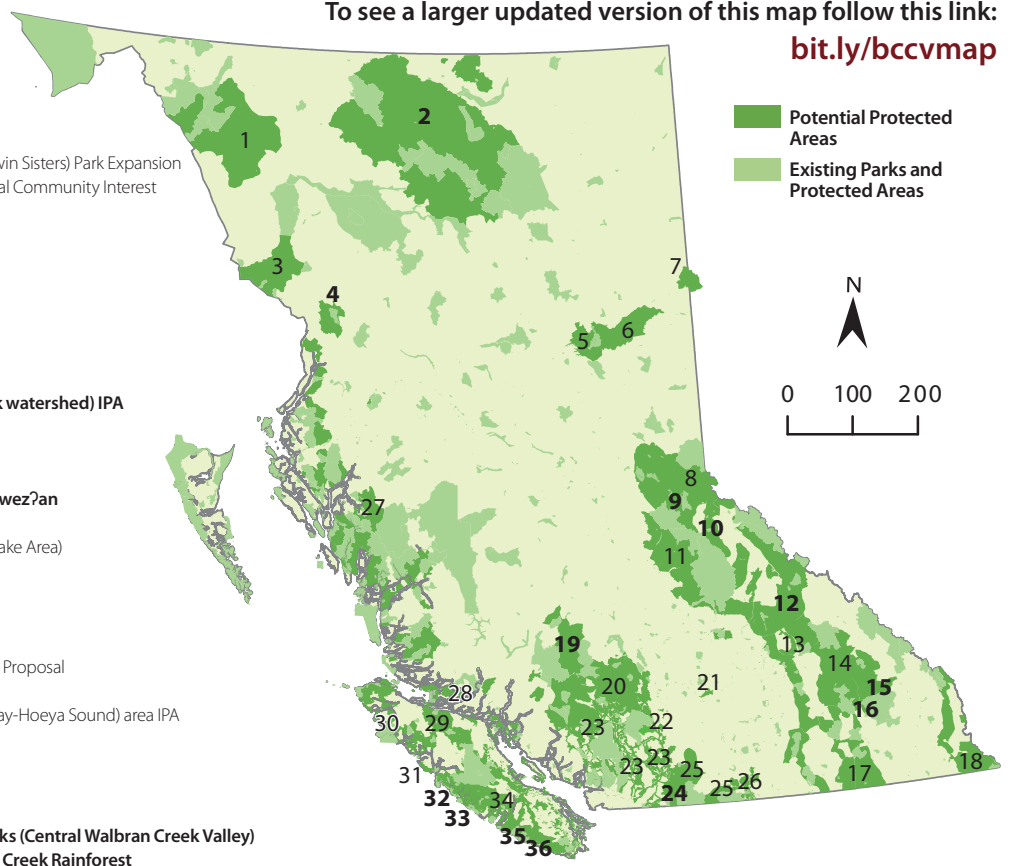 To see a larger updated version of this map follow this link:
bit.ly/bccvmap
Potential Protected
Areas
Existing Parks and
Protected Areas
win Sisters) Park Expansion
al Community Interest
k watershed) IPA
wezʔan
ake Area)
Proposal
ay-Hoeya Sound) area IPA
ks (Central Walbran Creek Valley)
Creek Rainforest
N
0 100 200
1
2
3
4
5
6
7
8
9
10
11
12
13
14
15
16
17
18
19
20
21
22
23
23
23
24
25
25
26
27
28
29
30
31
32
33
34
35
36